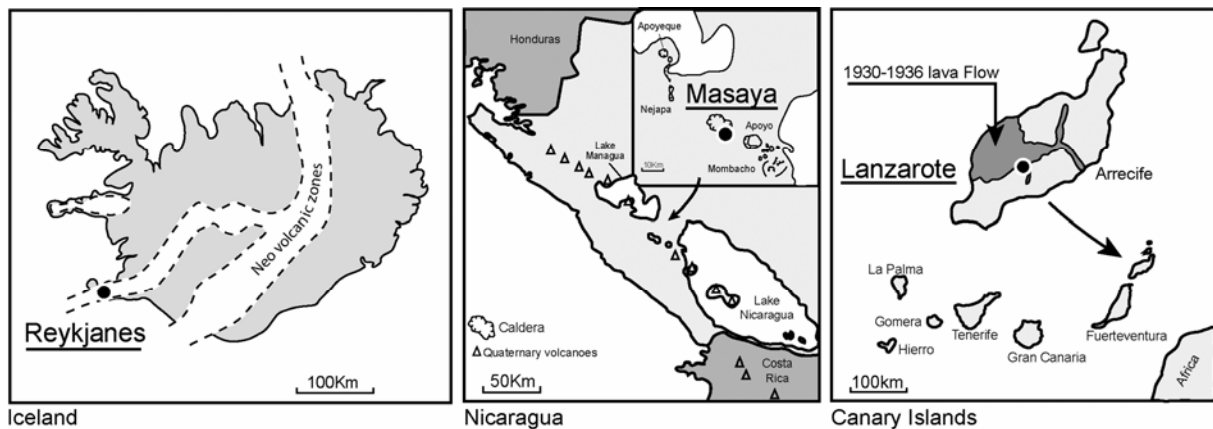 Neo volcanic zones
Reykjanes
100Km
Iceland
Honduras
Apoyeque
Nejapa
Masaya
Apoyo
10Km
Mombacho
Lake
Managua
Lake
Nicaragua
Caldera
Quaternary volcanoes
50Km
Costa
Rica
Nicaragua
1930-1936 lava Flow
Lanzarote
Arrecife
La Palma
Gomera
Hierro
Tenerife
Gran Canaria
Fuerteventura
100km
Africa
Canary Islands